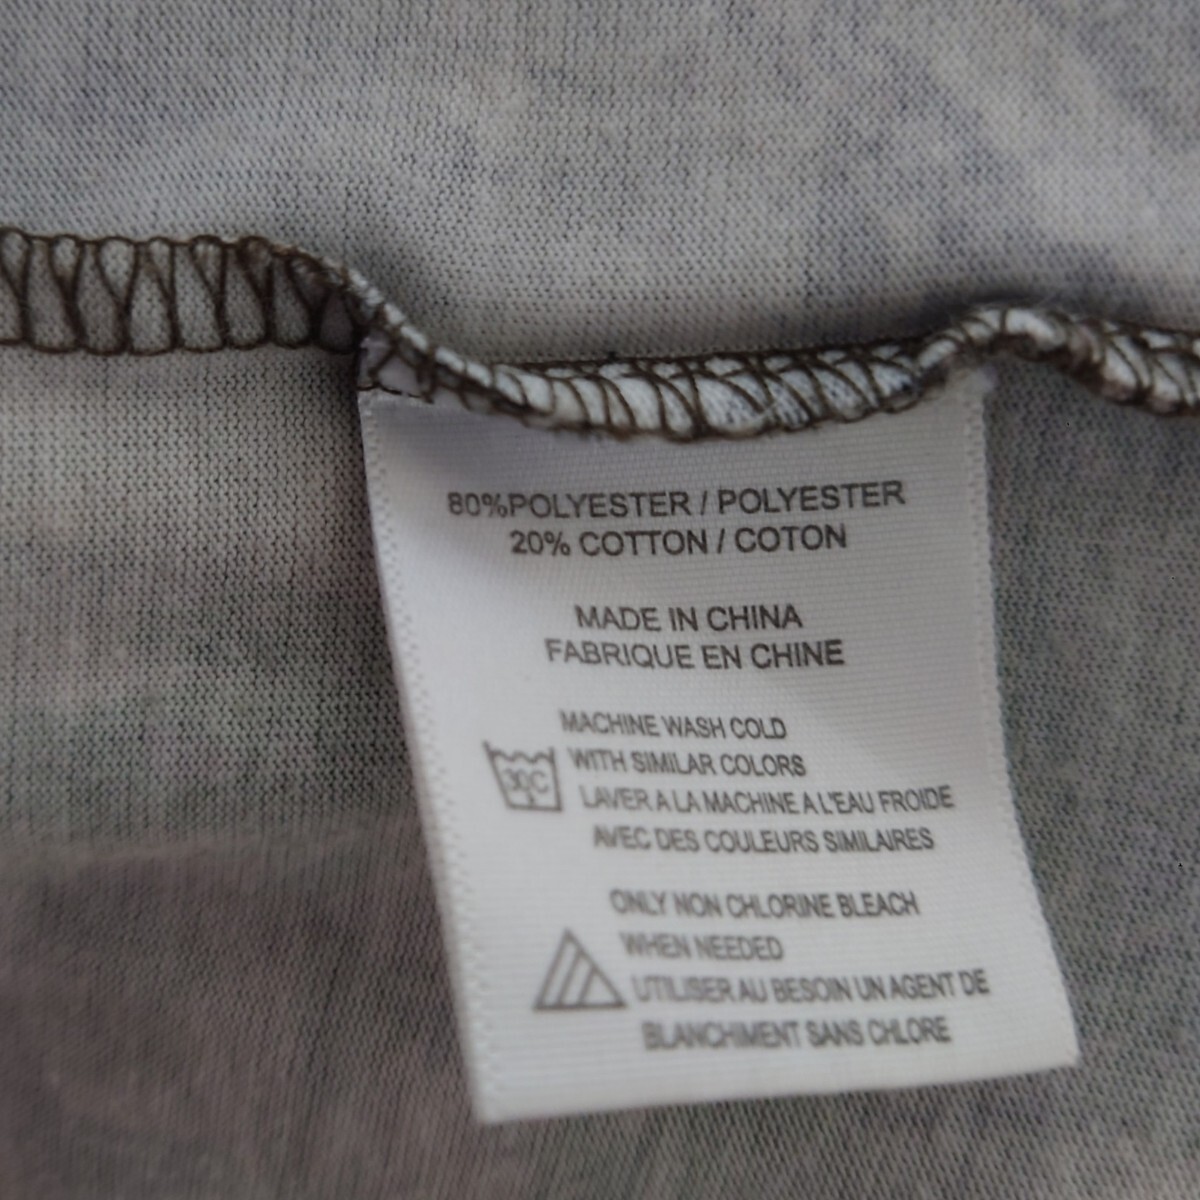 80%POLYESTER / POLYESTER
20% COTTON / COTON
MADE IN CHINA
FABRIQUE EN CHINE
MACHINE WASH COLD
WITH SIMILAR COLORS
30C
LAVER A LA MACHINE A L'EAU FROIDE
AVEC DES COULEURS SIMILAIRES
ONLY NON CHLORINE BLEACH
WHEN NEEDED
UTILISER AU BESOIN UN AGENT DE
BLANCHIMENT SANS CHLORE